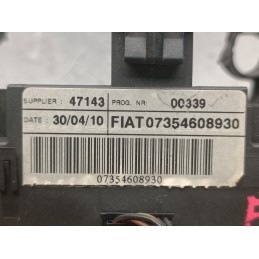 SUPPLIER : 47143 PROG. NR: 00339
DATE : 30/04/10 FIAT07354608930
07354608930